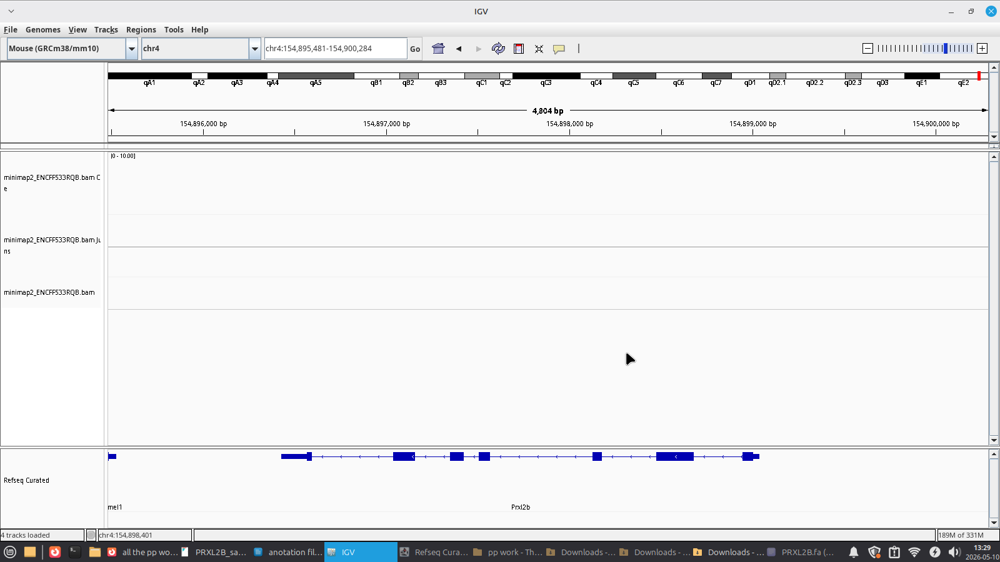 IGV
File Genomes View Tracks Regions Tools Help
Mouse (GRCm38/mm10) chr4 chr4:154,895,481-154,900,284 Go
qA1 qA2 qA3 qA4 qA5 qB1 qB2 qB3 qC1 qC2 qC3 qC4 qC5 qC6 qC7 qD1 qD2.1 qD2.2 qD2.3 qD3 qE1 qE2
4,804 bp
154,896,000 bp 154,897,000 bp 154,898,000 bp 154,899,000 bp 154,900,000 bp
[0 - 10.00]
minimap2_ENCFF533RQB.bam C
e
minimap2_ENCFF533RQB.bam Ju
ns
minimap2_ENCFF533RQB.bam
Refseq Curated
mel1 Prxl2b
4 tracks loaded chr4:154,898,401 189M of 331M
all the pp wo... PRXL2B_sa... anotation fil... IGV Refseq Cura... pp work - Th... Downloads -... Downloads - ... Downloads - ... PRXL2B.fa (... 13:29
2026-05-10